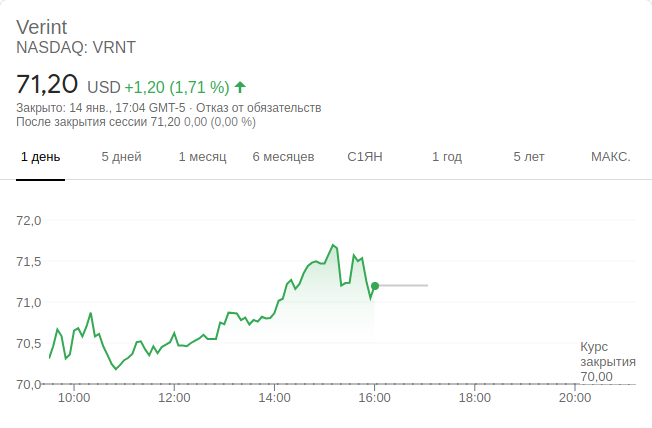 Verint
NASDAQ: VRNT
71,20 USD +1,20 (1,71 %)
Закрыто: 14 янв., 17:04 GMT-5 · Отказ от обязательств
После закрытия сессии 71,20 0,00 (0,00 %)
1 день 5 дней 1 месяц 6 месяцев С1ЯН 1 год 5 лет МАКС.
72,0
71,5
71,0
70,5
Курс
закрытия
70,00
70,0
10:00 12:00 14:00 16:00 18:00 20:00